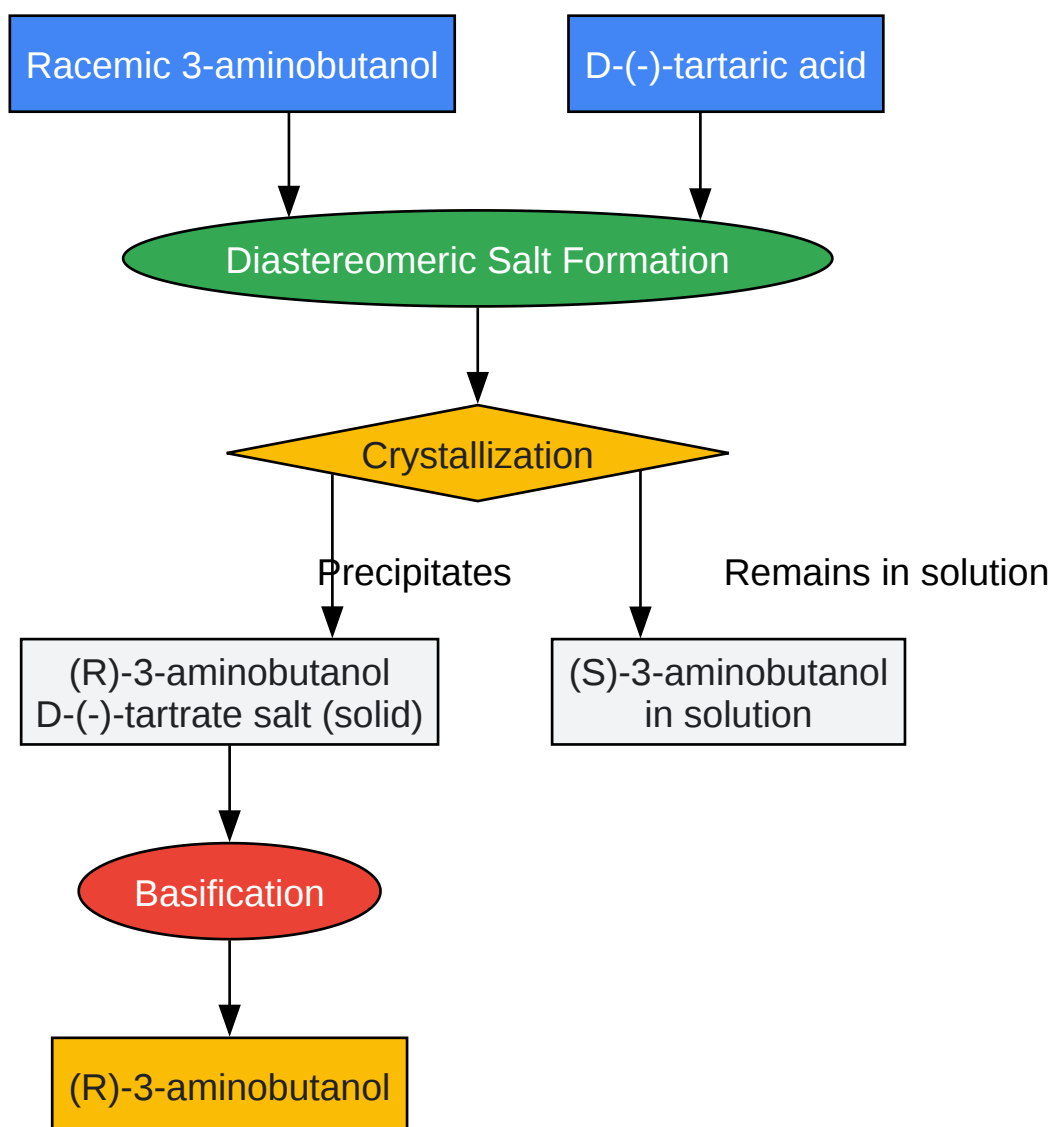 Racemic 3-aminobutanol
D-(-)-tartaric acid
Diastereomeric Salt Formation
Crystallization
Precipitates
Remains in solution
(R)-3-aminobutanol
D-(-)-tartrate salt (solid)
(S)-3-aminobutanol
in solution
Basification
(R)-3-aminobutanol